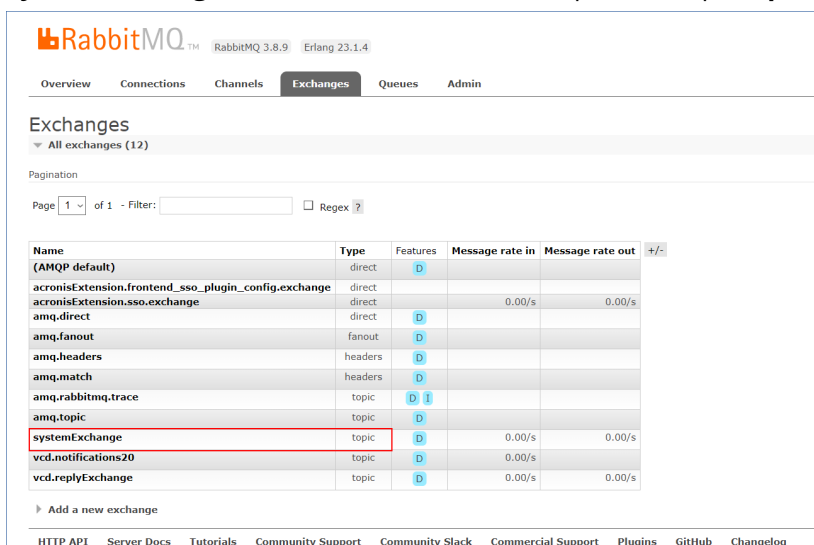 RabbitMQ TM RabbitMQ 3.8.9 Erlang 23.1.4
Overview Connections Channels Exchanges Queues Admin
Exchanges
All exchanges (12)
Pagination
Page 1 of 1 - Filter: Regex ?
Name Type Features Message rate in Message rate out +/-
(AMQP default) direct D
acronisExtension.frontend_sso_plugin_config.exchange direct
acronisExtension.sso.exchange direct 0.00/s 0.00/s
amq.direct direct D
amq.fanout fanout D
amq.headers headers D
amq.match headers D
amq.rabbitmq.trace topic D I
amq.topic topic D
systemExchange topic D 0.00/s 0.00/s
vcd.notifications20 topic D 0.00/s
vcd.replyExchange topic D 0.00/s 0.00/s
Add a new exchange
HTTP API Server Docs Tutorials Community Support Community Slack Commercial Support Plugins GitHub Changelog